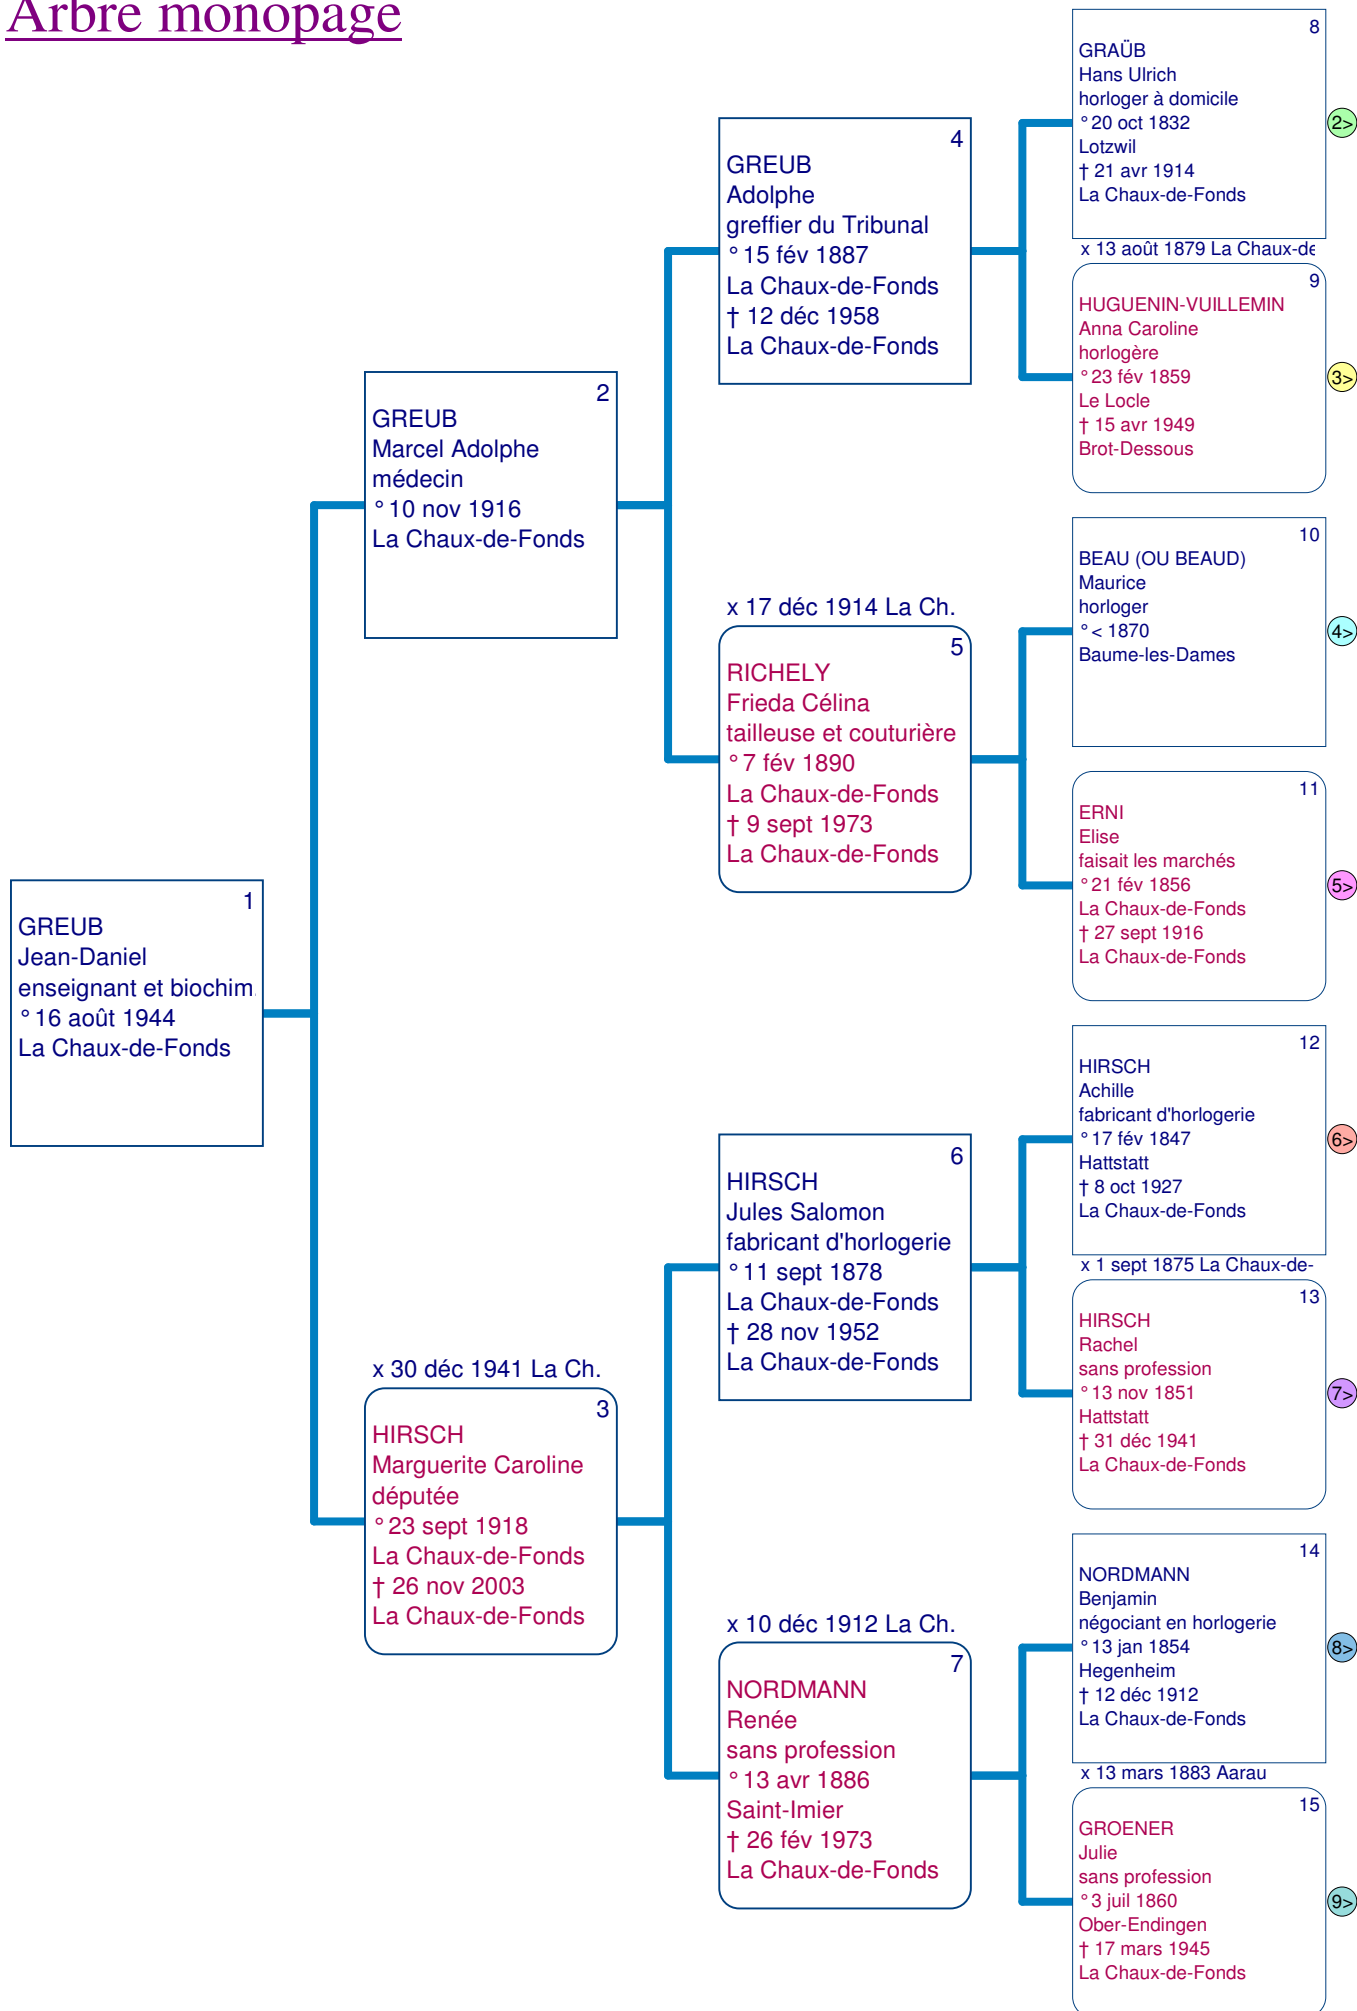 Arbre monopage
1
GREUB
Jean-Daniel
enseignant et biochim.
° 16 août 1944
La Chaux-de-Fonds
2
GREUB
Marcel Adolphe
médecin
° 10 nov 1916
La Chaux-de-Fonds
x 30 déc 1941 La Ch.
3
HIRSCH
Marguerite Caroline
députée
° 23 sept 1918
La Chaux-de-Fonds
† 26 nov 2003
La Chaux-de-Fonds
4
GREUB
Adolphe
greffier du Tribunal
° 15 fév 1887
La Chaux-de-Fonds
† 12 déc 1958
La Chaux-de-Fonds
x 17 déc 1914 La Ch.
5
RICHELY
Frieda Célina
tailleuse et couturière
° 7 fév 1890
La Chaux-de-Fonds
† 9 sept 1973
La Chaux-de-Fonds
6
HIRSCH
Jules Salomon
fabricant d'horlogerie
° 11 sept 1878
La Chaux-de-Fonds
† 28 nov 1952
La Chaux-de-Fonds
x 10 déc 1912 La Ch.
7
NORDMANN
Renée
sans profession
° 13 avr 1886
Saint-Imier
† 26 fév 1973
La Chaux-de-Fonds
8
GRAÜB
Hans Ulrich
horloger à domicile
° 20 oct 1832
Lotzwil
† 21 avr 1914
La Chaux-de-Fonds
2>
x 13 août 1879 La Chaux-de
9
HUGUENIN-VUILLEMIN
Anna Caroline
horlogère
° 23 fév 1859
Le Locle
† 15 avr 1949
Brot-Dessous
3>
10
BEAU (OU BEAUD)
Maurice
horloger
° < 1870
Baume-les-Dames
4>
11
ERNI
Elise
faisait les marchés
° 21 fév 1856
La Chaux-de-Fonds
† 27 sept 1916
La Chaux-de-Fonds
5>
12
HIRSCH
Achille
fabricant d'horlogerie
° 17 fév 1847
Hattstatt
† 8 oct 1927
La Chaux-de-Fonds
6>
x 1 sept 1875 La Chaux-de-
13
HIRSCH
Rachel
sans profession
° 13 nov 1851
Hattstatt
† 31 déc 1941
La Chaux-de-Fonds
7>
14
NORDMANN
Benjamin
négociant en horlogerie
° 13 jan 1854
Hegenheim
† 12 déc 1912
La Chaux-de-Fonds
8>
x 13 mars 1883 Aarau
15
GROENER
Julie
sans profession
° 3 juil 1860
Ober-Endingen
† 17 mars 1945
La Chaux-de-Fonds
9>